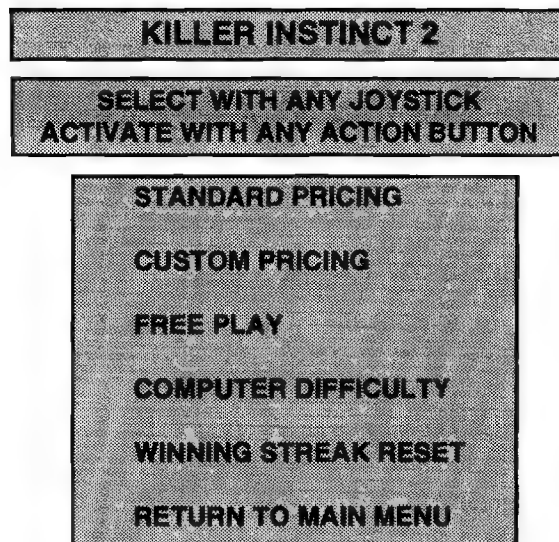 KILLER INSTINCT 2
SELECT WITH ANY JOYSTICK
ACTIVATE WITH ANY ACTION BUTTON
STANDARD PRICING
CUSTOM PRICING
FREE PLAY
COMPUTER DIFFICULTY
WINNING STREAK RESET
RETURN TO MAIN MENU